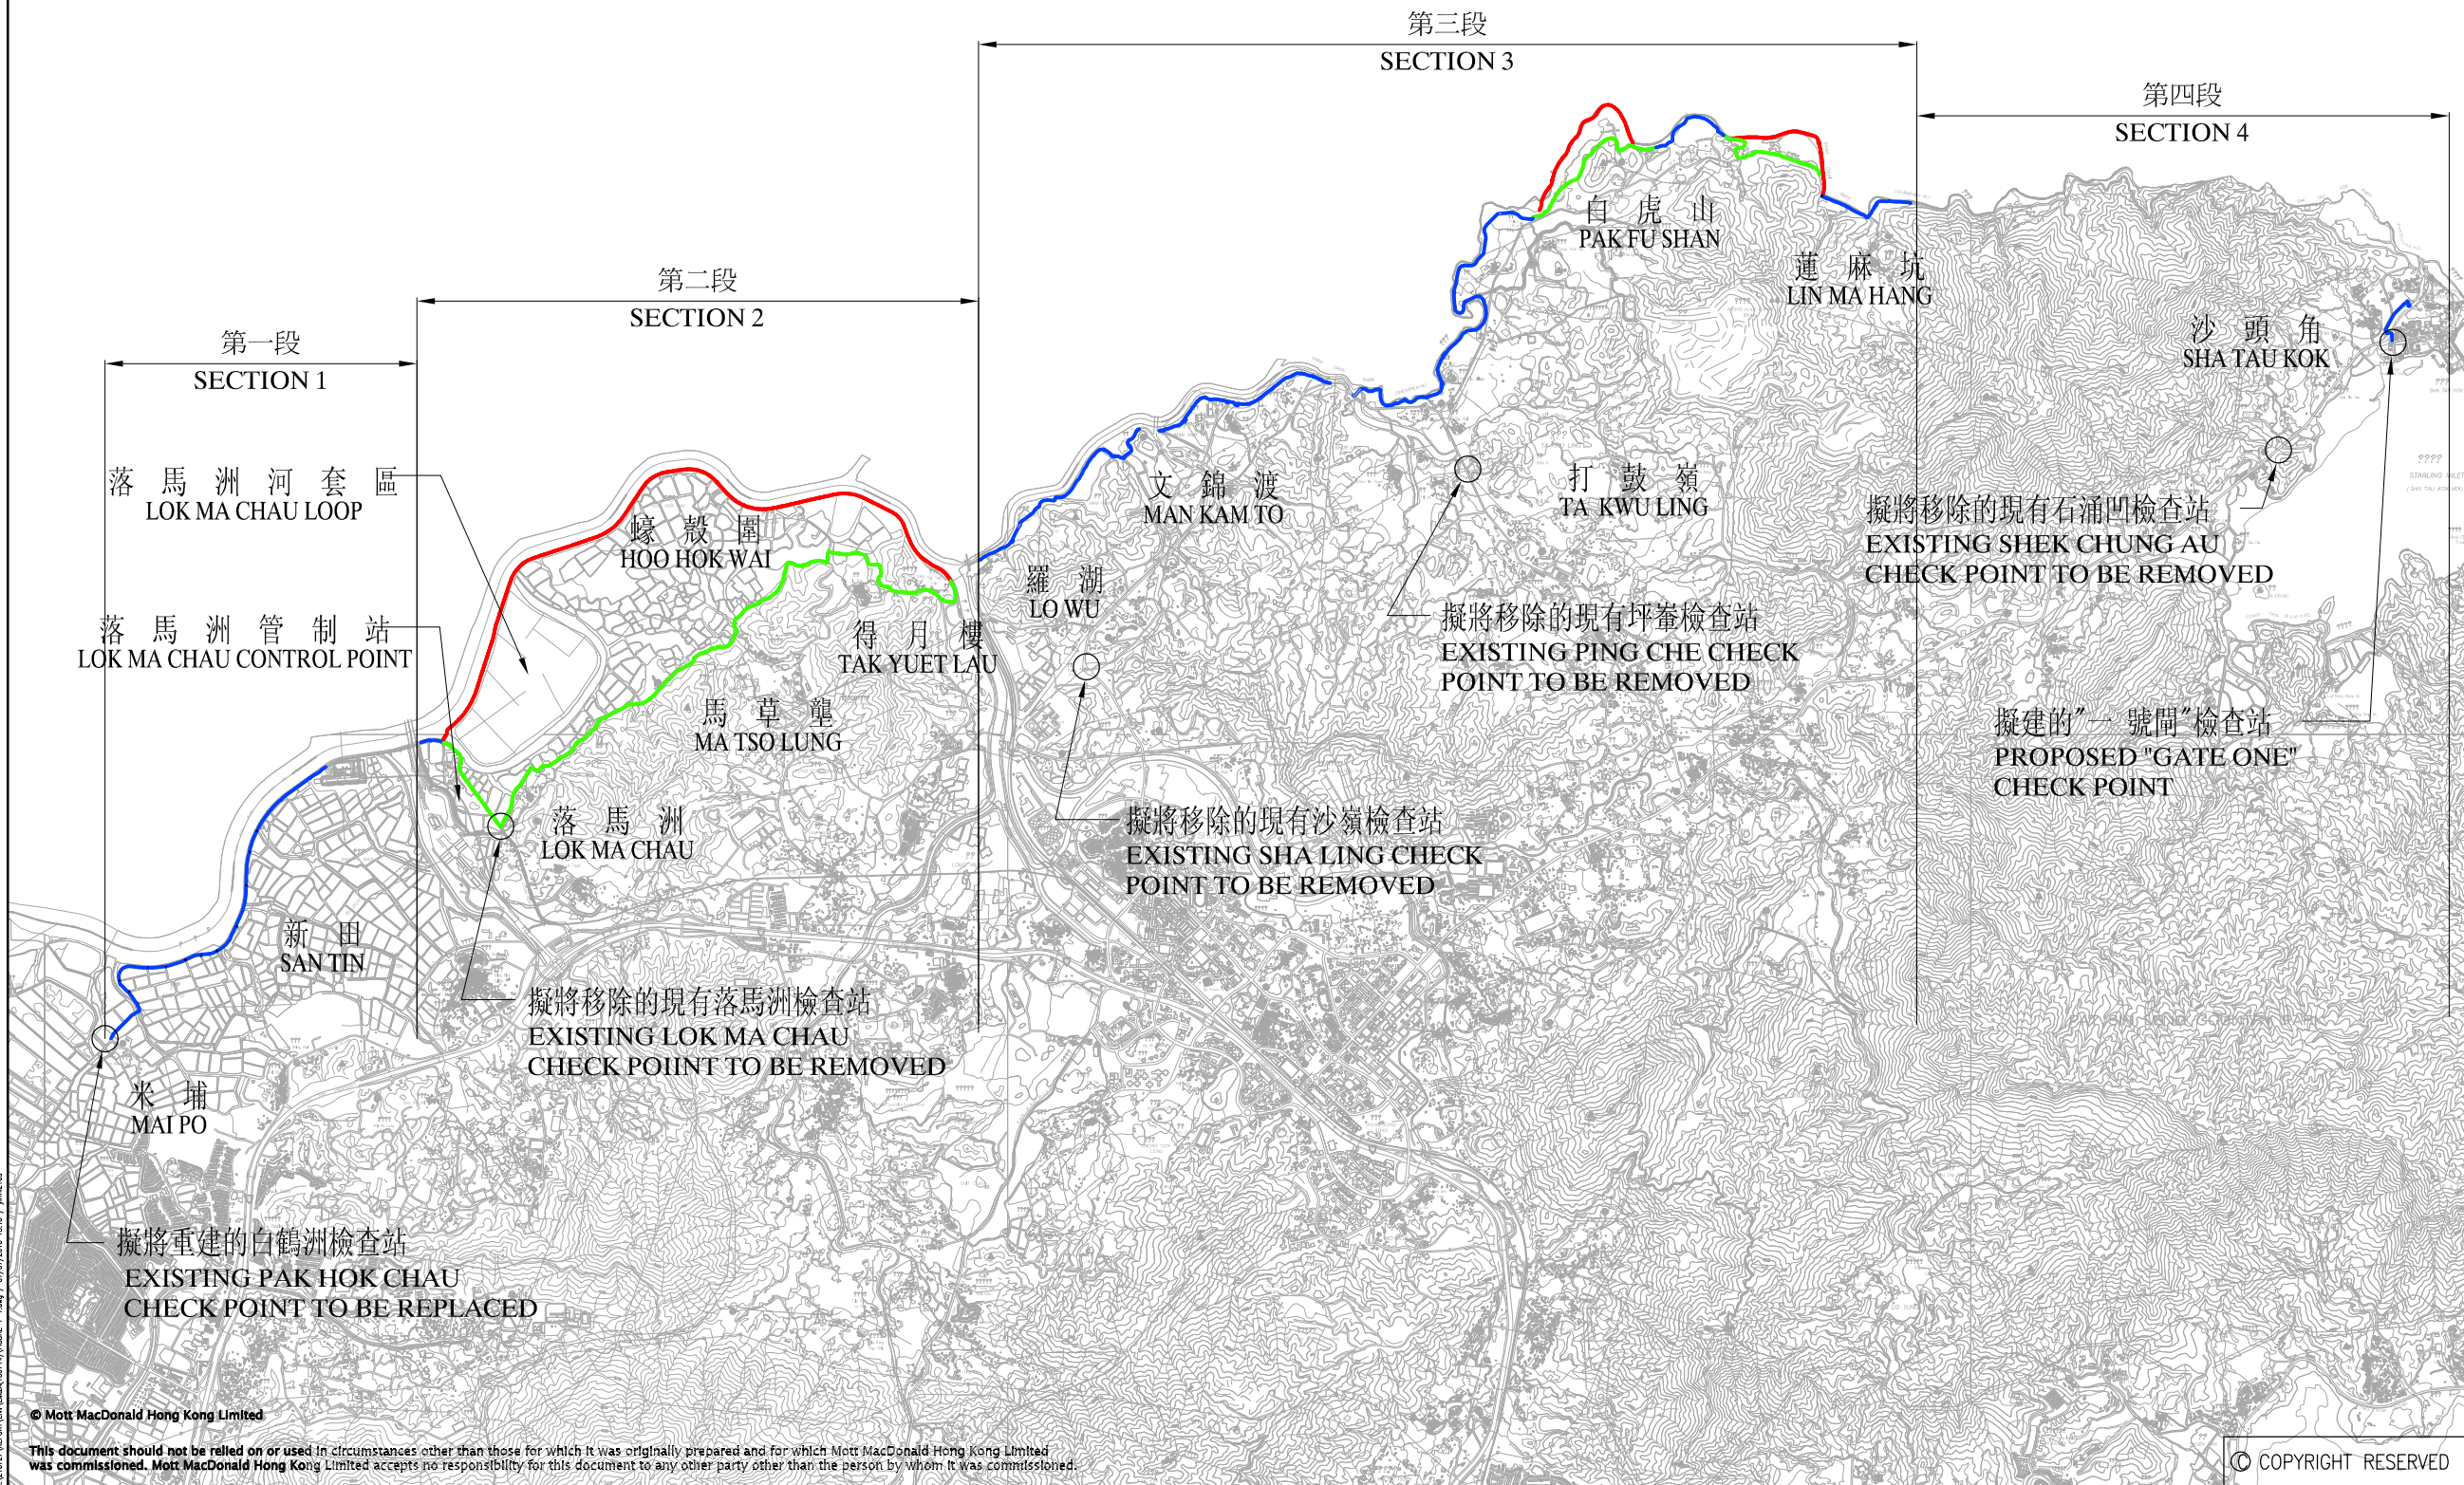 第三段
SECTION 3
第四段
SECTION 4
第二段
SECTION 2
第一段
SECTION 1
白虎山
PAK FU SHAN
蓮麻坑
LIN MA HANG
沙頭角
SHA TAU KOK
落馬洲河套區
LOK MA CHAU LOOP
蠔殼圍
HOO HOK WAI
文錦渡
MAN KAM TO
打鼓嶺
TA KWU LING
擬將移除的現有石涌凹檢查站
EXISTING SHEK CHUNG AU
CHECK POINT TO BE REMOVED
羅湖
LO WU
落馬洲管制站
LOK MA CHAU CONTROL POINT
得月樓
TAK YUET LAU
擬將移除的現有坪輋檢查站
EXISTING PING CHE CHECK
POINT TO BE REMOVED
馬草壟
MA TSO LUNG
擬建的"一號閘"檢查站
PROPOSED "GATE ONE"
CHECK POINT
落馬洲
LOK MA CHAU
擬將移除的現有沙嶺檢查站
EXISTING SHA LING CHECK
POINT TO BE REMOVED
新田
SAN TIN
擬將移除的現有落馬洲檢查站
EXISTING LOK MA CHAU
CHECK POIINT TO BE REMOVED
米埔
MAI PO
擬將重建的白鶴洲檢查站
EXISTING PAK HOK CHAU
CHECK POINT TO BE REPLACED
© Mott MacDonald Hong Kong Limited
This document should not be relied on or used in circumstances other than those for which it was originally prepared and for which Mott MacDonald Hong Kong Limited
was commissioned. Mott MacDonald Hong Kong Limited accepts no responsibility for this document to any other party other than the person by whom it was commissioned.
© COPYRIGHT RESERVED